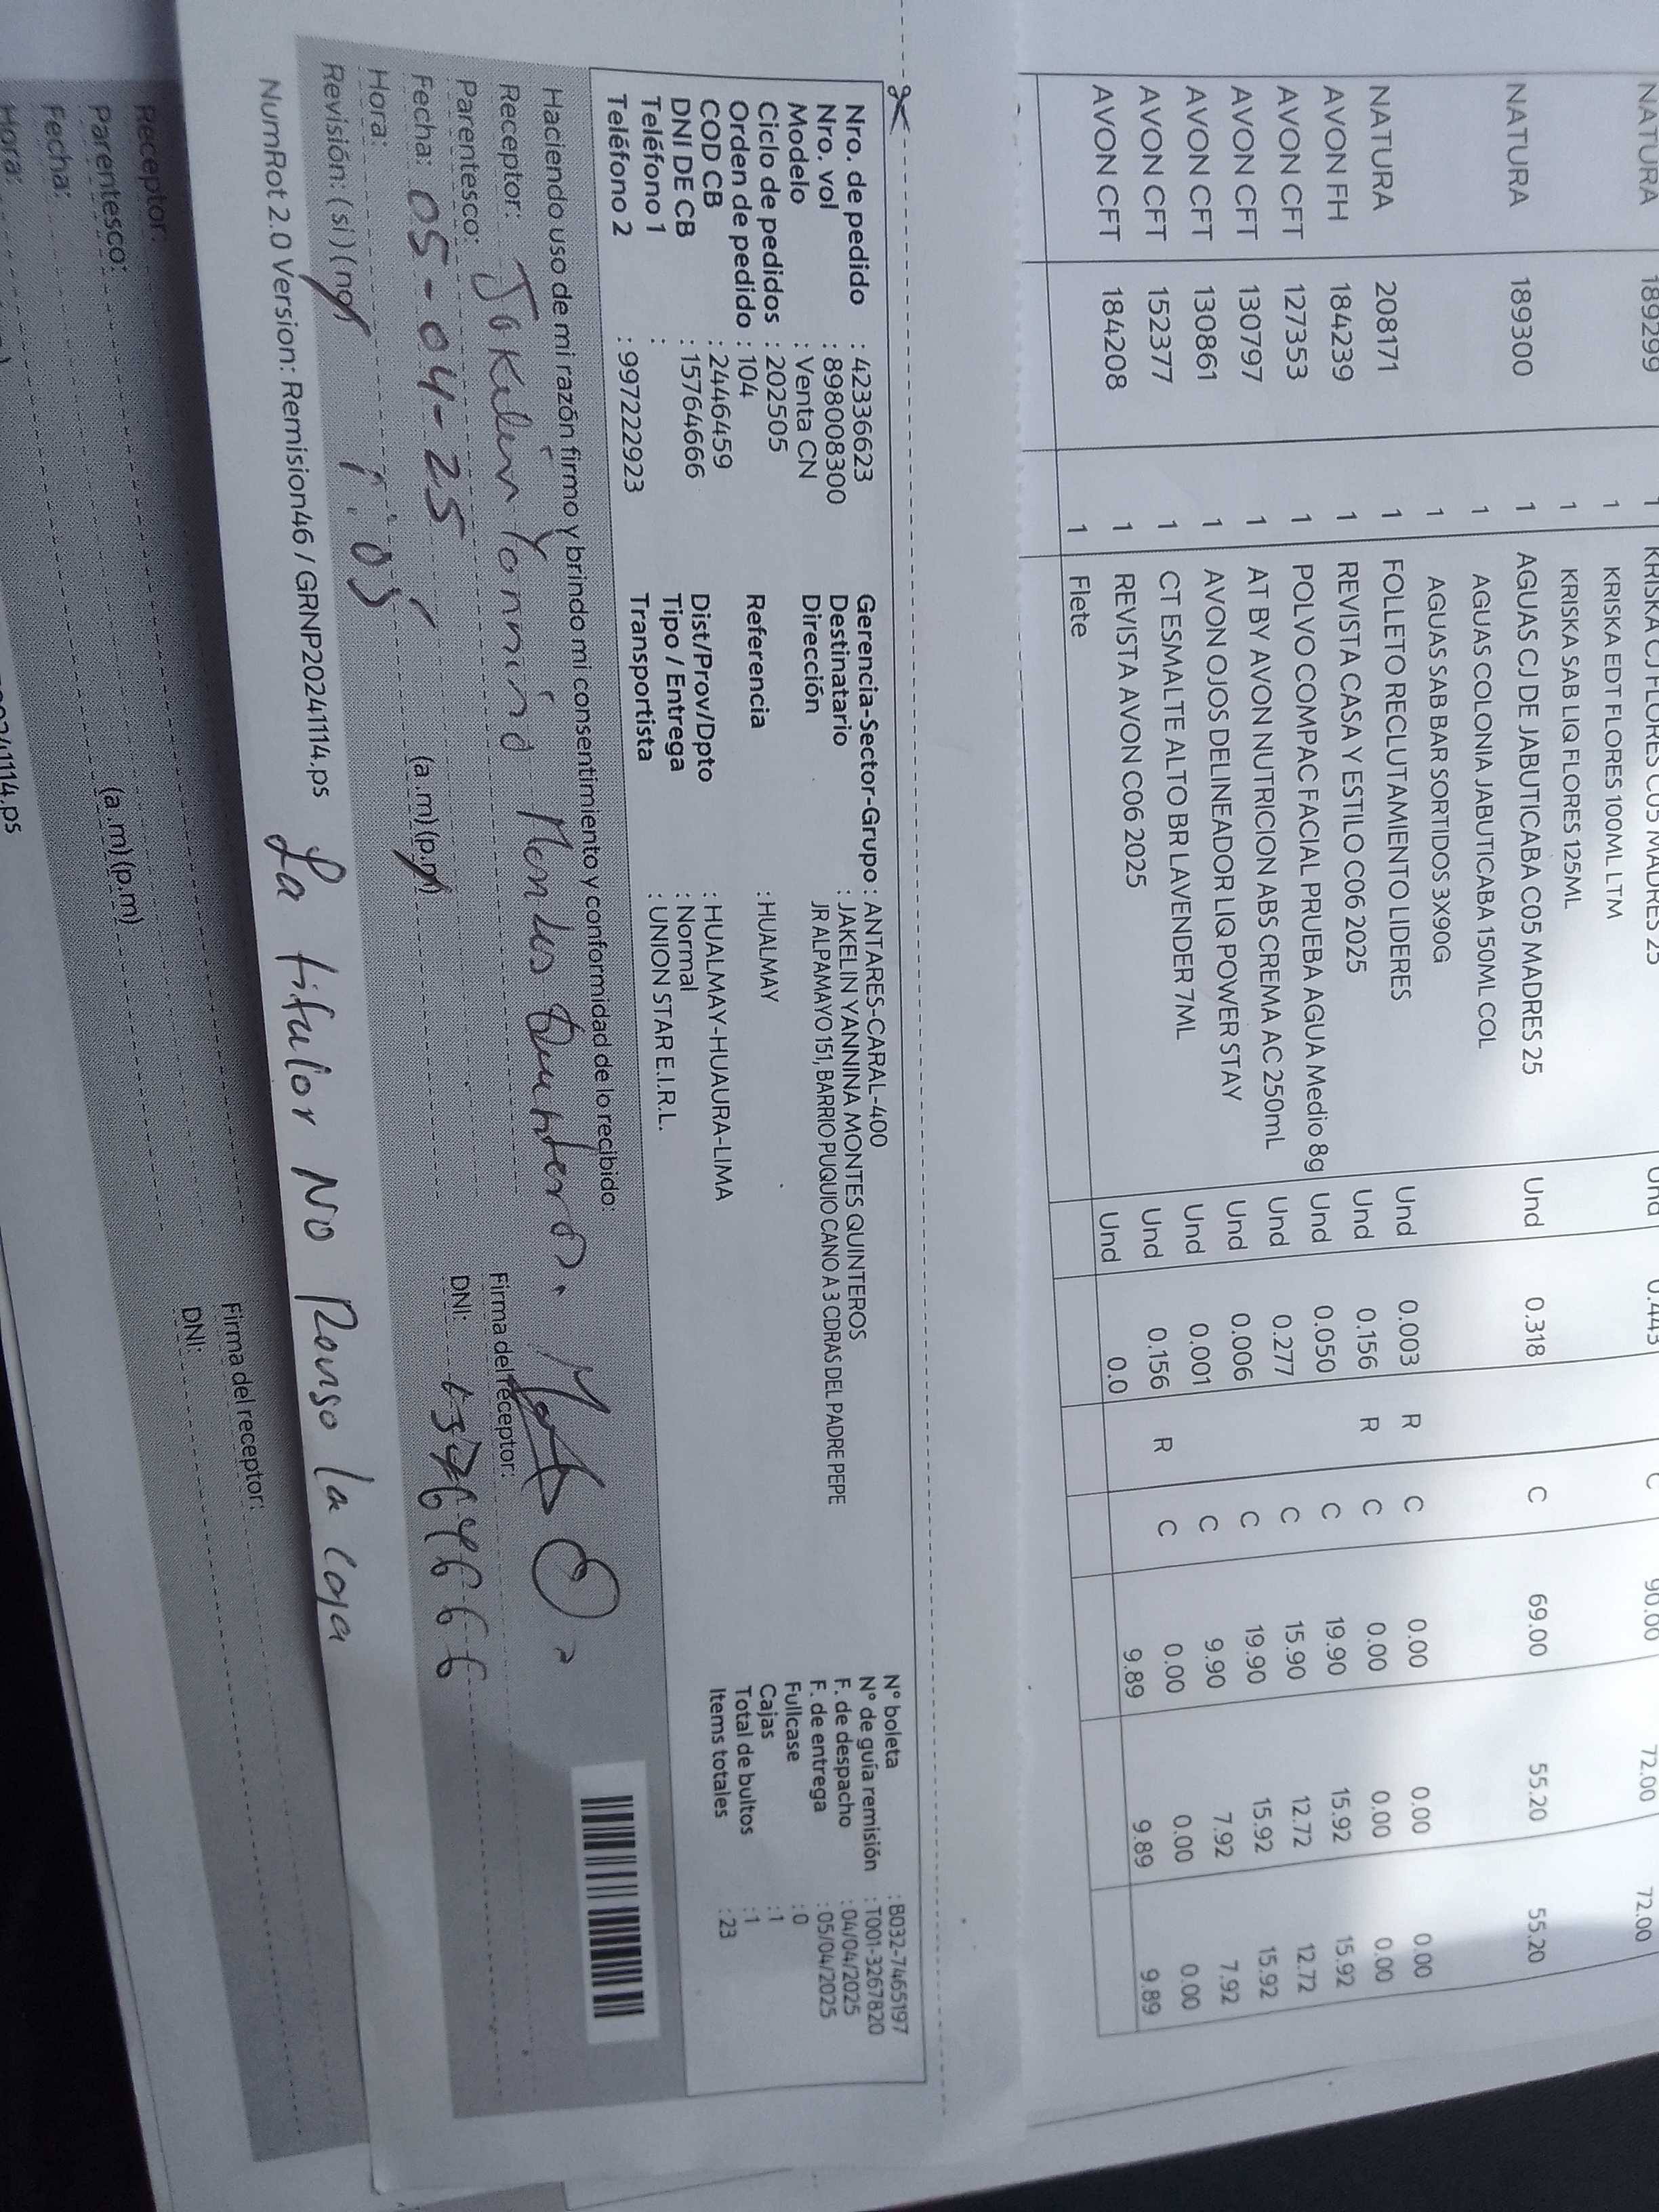 NATURA 189299 1 KRISKA CJ FLORES C05 MADRES 25 Und 0.443 C 90.00 72.00 72.00
1 KRISKA EDT FLORES 100ML LTM
1 KRISKA SAB LIQ FLORES 125ML
NATURA 189300 1 AGUAS CJ DE JABUTICABA C05 MADRES 25 Und 0.318 C 69.00 55.20 55.20
1 AGUAS COLONIA JABUTICABA 150ML COL
1 AGUAS SAB BAR SORTIDOS 3X90G
NATURA 208171 1 FOLLETO RECLUTAMIENTO LIDERES Und 0.003 R C 0.00 0.00 0.00
AVON FH 184239 1 REVISTA CASA Y ESTILO C06 2025 Und 0.156 R C 0.00 0.00 0.00
AVON CFT 127353 1 POLVO COMPAC FACIAL PRUEBA AGUA Medio 8g Und 0.050 C 19.90 15.92 15.92
AVON CFT 130797 1 AT BY AVON NUTRICION ABS CREMA AC 250mL Und 0.277 C 15.90 12.72 12.72
AVON CFT 130861 1 AVON OJOS DELINEADOR LIQ POWER STAY Und 0.006 C 19.90 15.92 15.92
AVON CFT 152377 1 CT ESMALTE ALTO BR LAVENDER 7ML Und 0.001 C 9.90 7.92 7.92
AVON CFT 184208 1 REVISTA AVON C06 2025 Und 0.156 R C 0.00 0.00 0.00
1 Flete Und 0.0 9.89 9.89 9.89
Nro. de pedido : 42336623 Gerencia-Sector-Grupo : ANTARES-CARAL-400 N° boleta :B032-7465197
Nro. vol : 898008300 Destinatario : JAKELIN YANNINA MONTES QUINTEROS N° de guía remisión :T001-3267820
Modelo : Venta CN Dirección JR ALPAMAYO 151, BARRIO PUQUIO CANO A 3 CDRAS DEL PADRE PEPE F. de despacho :04/04/2025
Ciclo de pedidos : 202505 F. de entrega :05/04/2025
Orden de pedido : 104 Referencia :HUALMAY Fullcase :0
COD CB : 2446459 Dist/Prov/Dpto : HUALMAY-HUAURA-LIMA Cajas :1
DNI DE CB : 15764666 Tipo / Entrega : Normal Total de bultos :1
Teléfono 1 : Transportista : UNION STAR E.I.R.L. Items totales :23
Teléfono 2 : 997222923
Haciendo uso de mi razón firmo y brindo mi consentimiento y conformidad de lo recibido:
Receptor: Jakelin Yannina Montes Quinteros. Firma del receptor:
Parentesco: DNI: 15764666
Fecha: 05-04-25
Hora: 1:05 (a.m)(p.m)
Revisión: (si)(no)
NumRot 2.0 Version: Remision46 / GRNP20241114.ps La titular No Reviso la caja
Receptor: Firma del receptor:
Parentesco: DNI:
Fecha:
Hora: (a.m)(p.m)